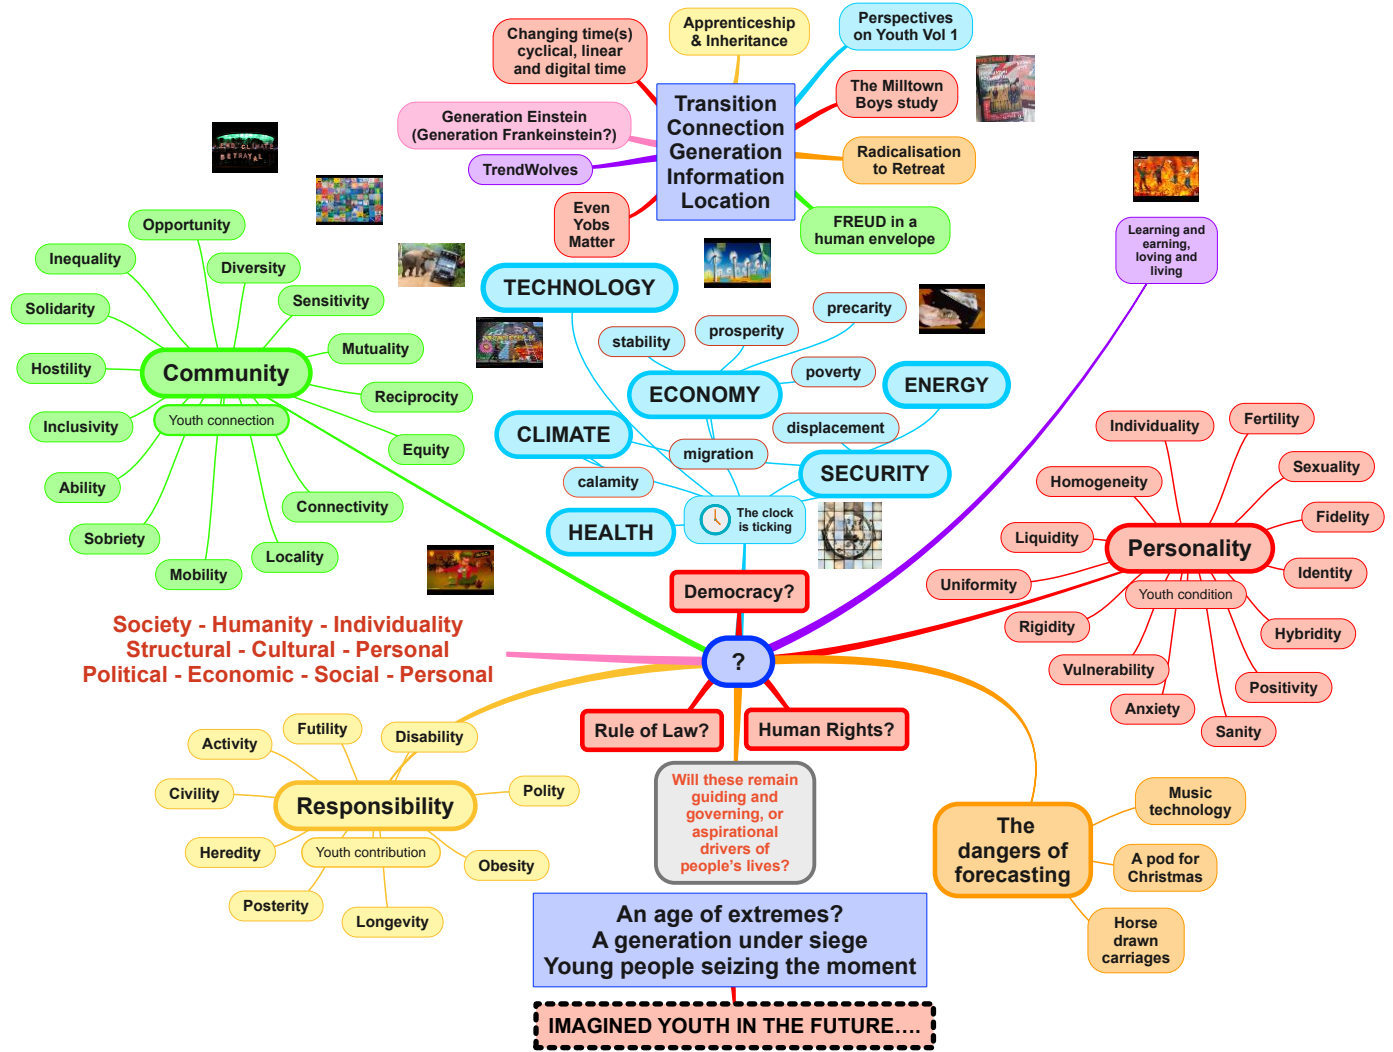 Changing time(s)
cyclical, linear
and digital time
Apprenticeship
& Inheritance
Perspectives
on Youth Vol 1
The Milltown
Boys study
Generation Einstein
(Generation Frankeinstein?)
TrendWolves
Even
Yobs
Matter
Transition
Connection
Generation
Information
Location
Radicalisation
to Retreat
FREUD in a
human envelope
END CLIMATE
BETRAYAL
Learning and
earning,
loving and
living
Opportunity
Inequality
Diversity
Solidarity
Sensitivity
Hostility
Mutuality
Community
Reciprocity
Inclusivity
Youth connection
Equity
Ability
Connectivity
Sobriety
Locality
Mobility
TECHNOLOGY
stability
prosperity
precarity
poverty
ECONOMY
ENERGY
CLIMATE
displacement
migration
SECURITY
calamity
HEALTH
The clock
is ticking
Democracy?
?
Rule of Law?
Human Rights?
Will these remain
guiding and
governing, or
aspirational
drivers of
people's lives?
Individuality
Fertility
Homogeneity
Sexuality
Liquidity
Fidelity
Personality
Uniformity
Youth condition
Identity
Rigidity
Hybridity
Vulnerability
Positivity
Anxiety
Sanity
Society - Humanity - Individuality
Structural - Cultural - Personal
Political - Economic - Social - Personal
Activity
Futility
Disability
Civility
Responsibility
Polity
Heredity
Youth contribution
Obesity
Posterity
Longevity
The
dangers of
forecasting
Music
technology
A pod for
Christmas
Horse
drawn
carriages
An age of extremes?
A generation under siege
Young people seizing the moment
IMAGINED YOUTH IN THE FUTURE….